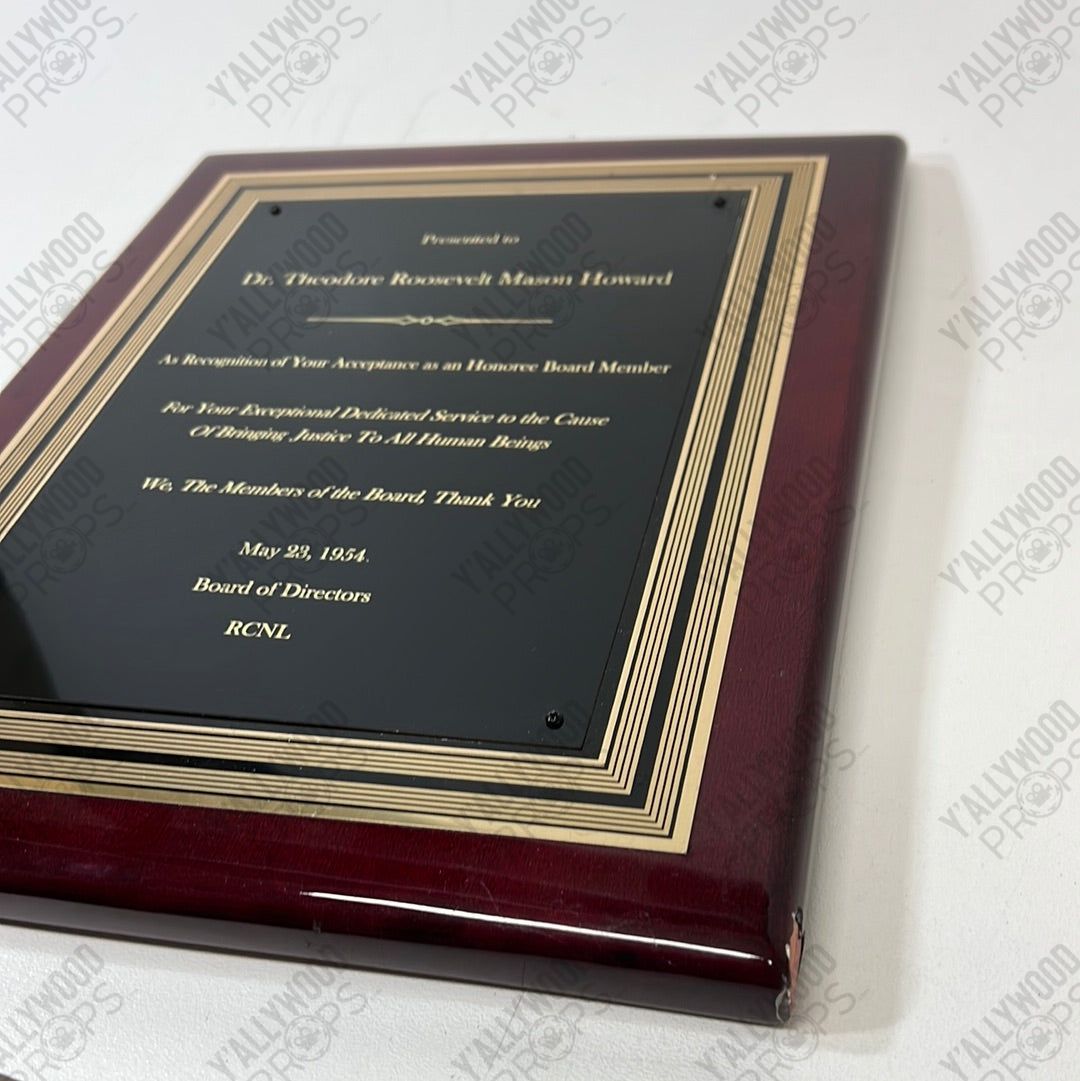 Presented to
Dr. Theodore Roosevelt Mason Howard
As Recognition of Your Acceptance as an Honoree Board Member
For Your Exceptional Dedicated Service to the Cause
Of Bringing Justice To All Human Beings
We, The Members of the Board, Thank You
May 23, 1954.
Board of Directors
RCNL
Y'ALLYWOOD
PROPS